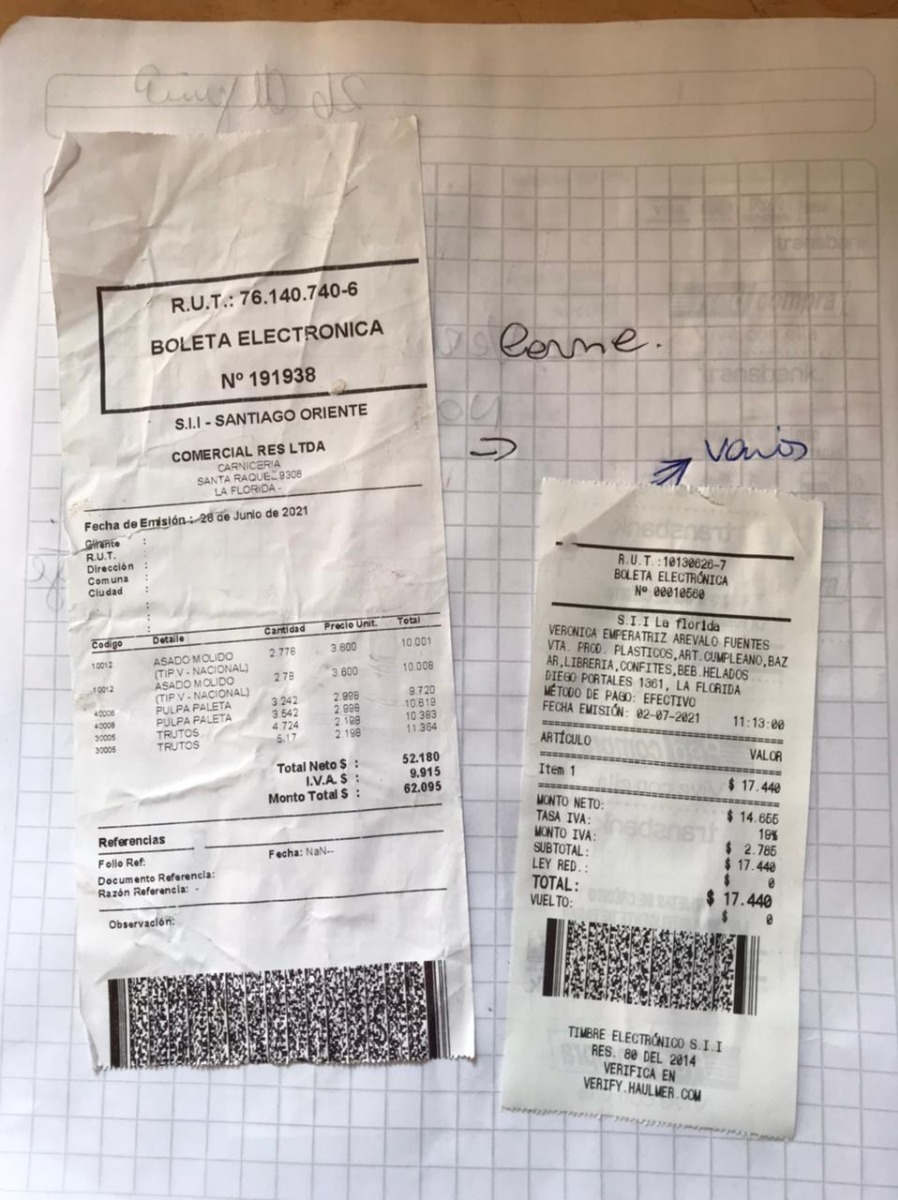 R.U.T.: 76.140.740-6
BOLETA ELECTRONICA
Nº 191938
S.I.I - SANTIAGO ORIENTE
COMERCIAL RES LTDA
CARNICERIA
SANTA RAQUEL 9306
LA FLORIDA -
Fecha de Emisión : 26 de Junio de 2021
R.U.T. :
Dirección :
Comuna :
Ciudad :
Codigo Detalle Cantidad Precio Unit. Total
10012 ASADO MOLIDO 2.778 3.600 10.001
(TIP.V - NACIONAL)
10012 ASADO MOLIDO 2.78 3.600 10.008
(TIP.V - NACIONAL)
40008 PULPA PALETA 3.242 2.998 9.720
40008 PULPA PALETA 3.542 2.998 10.619
30005 TRUTOS 4.724 2.198 10.383
30005 TRUTOS 5.17 2.198 11.364
Total Neto $ : 52.180
I.V.A. $ : 9.915
Monto Total $ : 62.095
Referencias
Folio Ref: Fecha: NaN--
Documento Referencia:
Razón Referencia: -
Observación:
Carne.
Varios
R.U.T.:10130626-7
BOLETA ELECTRÓNICA
Nº 00010560
S.I.I La florida
VERONICA EMPERATRIZ AREVALO FUENTES
VTA. PROD. PLASTICOS,ART.CUMPLEANO,BAZ
AR,LIBRERIA,CONFITES,BEB.HELADOS
DIEGO PORTALES 1361, LA FLORIDA
MÉTODO DE PAGO: EFECTIVO
FECHA EMISIÓN: 02-07-2021 11:13:00
ARTÍCULO VALOR
Item 1 $ 17.440
MONTO NETO: $ 14.655
TASA IVA: 19%
MONTO IVA: $ 2.785
SUBTOTAL: $ 17.440
LEY RED.: $ 0
TOTAL: $ 17.440
VUELTO: $ 0
TIMBRE ELECTRÓNICO S.I.I
RES. 80 DEL 2014
VERIFICA EN
VERIFY.HAULMER.COM